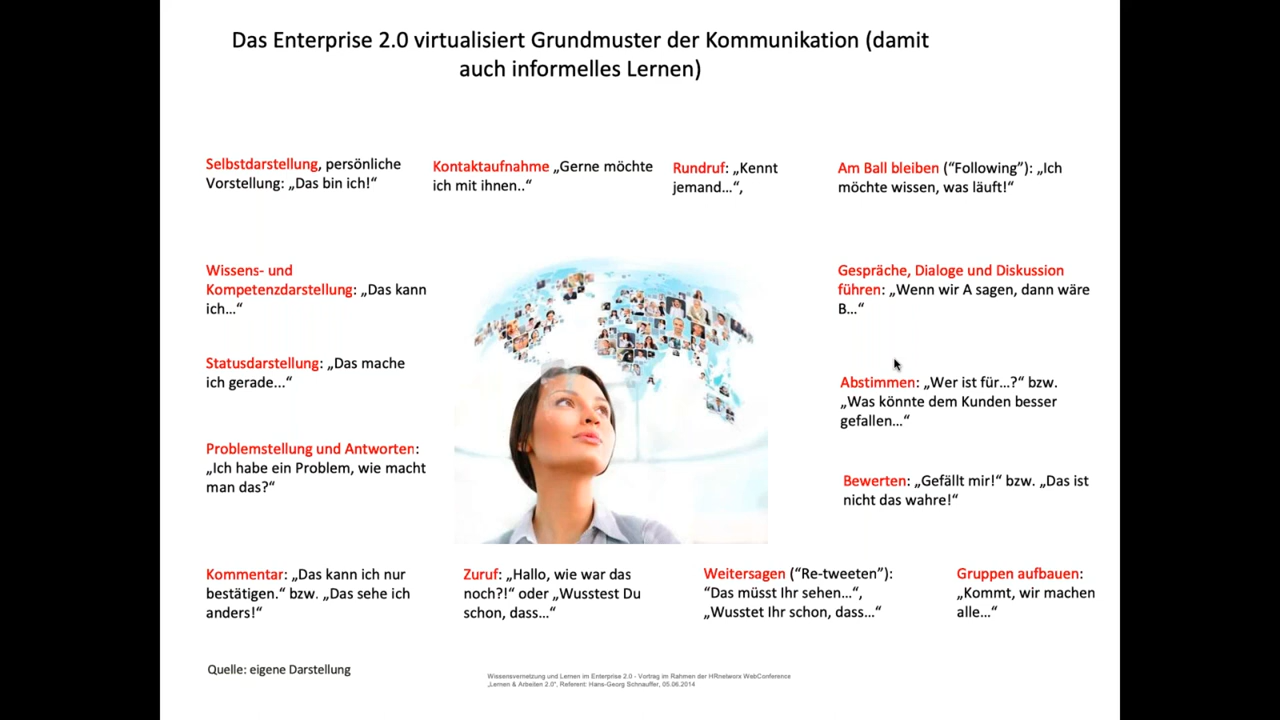 Das Enterprise 2.0 virtualisiert Grundmuster der Kommunikation (damit
auch informelles Lernen)
Selbstdarstellung, persönliche
Vorstellung: „Das bin ich!“
Kontaktaufnahme „Gerne möchte
ich mit ihnen..“
Rundruf: „Kennt
jemand...“,
Am Ball bleiben (“Following”): „Ich
möchte wissen, was läuft!“
Wissens- und
Kompetenzdarstellung: „Das kann
ich...“
Gespräche, Dialoge und Diskussion
führen: „Wenn wir A sagen, dann wäre
B...“
Statusdarstellung: „Das mache
ich gerade...“
Abstimmen: „Wer ist für...?“ bzw.
„Was könnte dem Kunden besser
gefallen...“
Problemstellung und Antworten:
„Ich habe ein Problem, wie macht
man das?“
Bewerten: „Gefällt mir!“ bzw. „Das ist
nicht das wahre!“
Kommentar: „Das kann ich nur
bestätigen.“ bzw. „Das sehe ich
anders!“
Zuruf: „Hallo, wie war das
noch?!“ oder „Wusstest Du
schon, dass...“
Weitersagen (“Re-tweeten”):
“Das müsst Ihr sehen...“,
„Wusstet Ihr schon, dass...“
Gruppen aufbauen:
„Kommt, wir machen
alle...“
Quelle: eigene Darstellung
Wissensvernetzung und Lernen im Enterprise 2.0 - Vortrag im Rahmen der HRnetworx WebConference
„Lernen & Arbeiten 2.0“, Referent: Hans-Georg Schnauffer, 05.06.2014